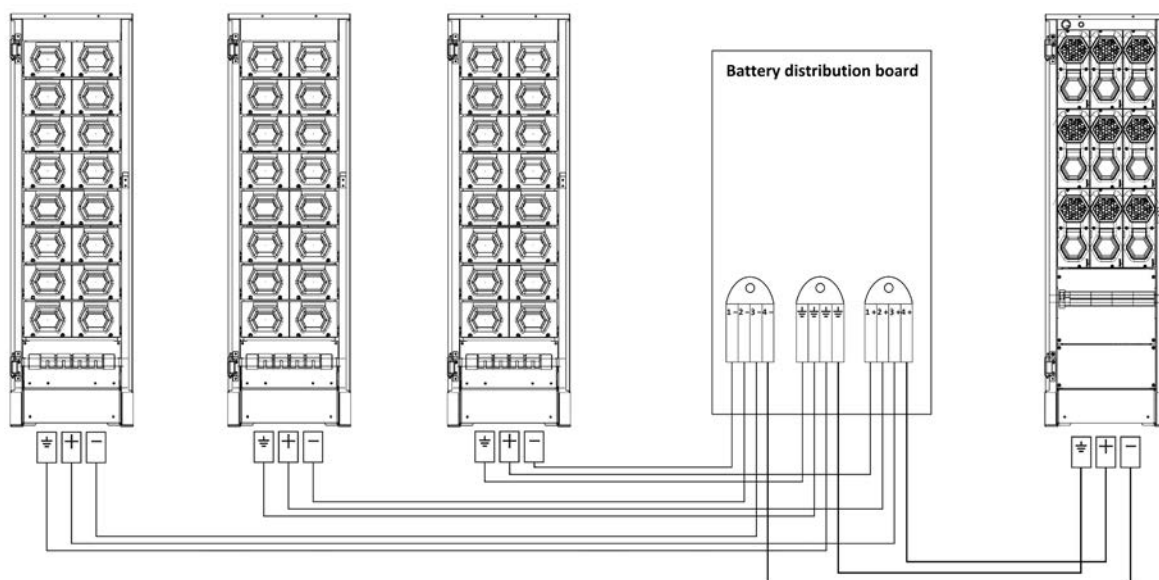 Battery distribution board
1 − 2 − 3 − 4 −
1 + 2 + 3 + 4 +
+ −
+ −
+ −
+ −